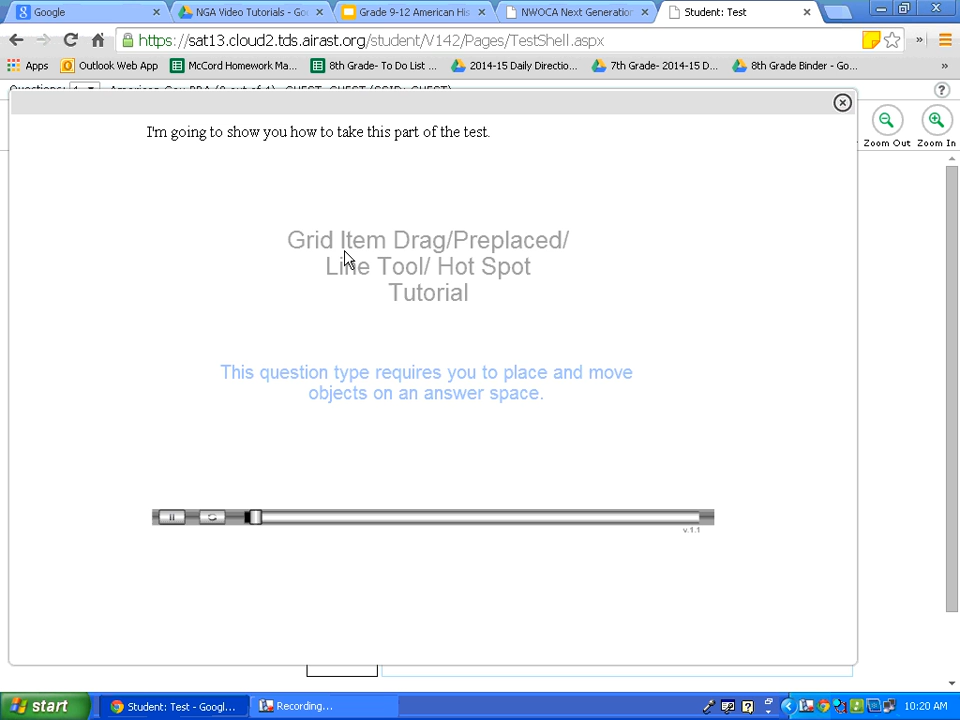 Google
NGA Video Tutorials - Goo
Grade 9-12 American His
NWOCA Next Generation
Student: Test
https://sat13.cloud2.tds.airast.org/student/V142/Pages/TestShell.aspx
Apps
Outlook Web App
McCord Homework Ma...
8th Grade- To Do List ...
2014-15 Daily Directio...
7th Grade- 2014-15 D...
8th Grade Binder - Go...
I'm going to show you how to take this part of the test.
Zoom Out
Zoom In
Grid Item Drag/Preplaced/
Line Tool/ Hot Spot
Tutorial
This question type requires you to place and move
objects on an answer space.
v.1.1
start
Student: Test - Googl...
Recording...
10:20 AM